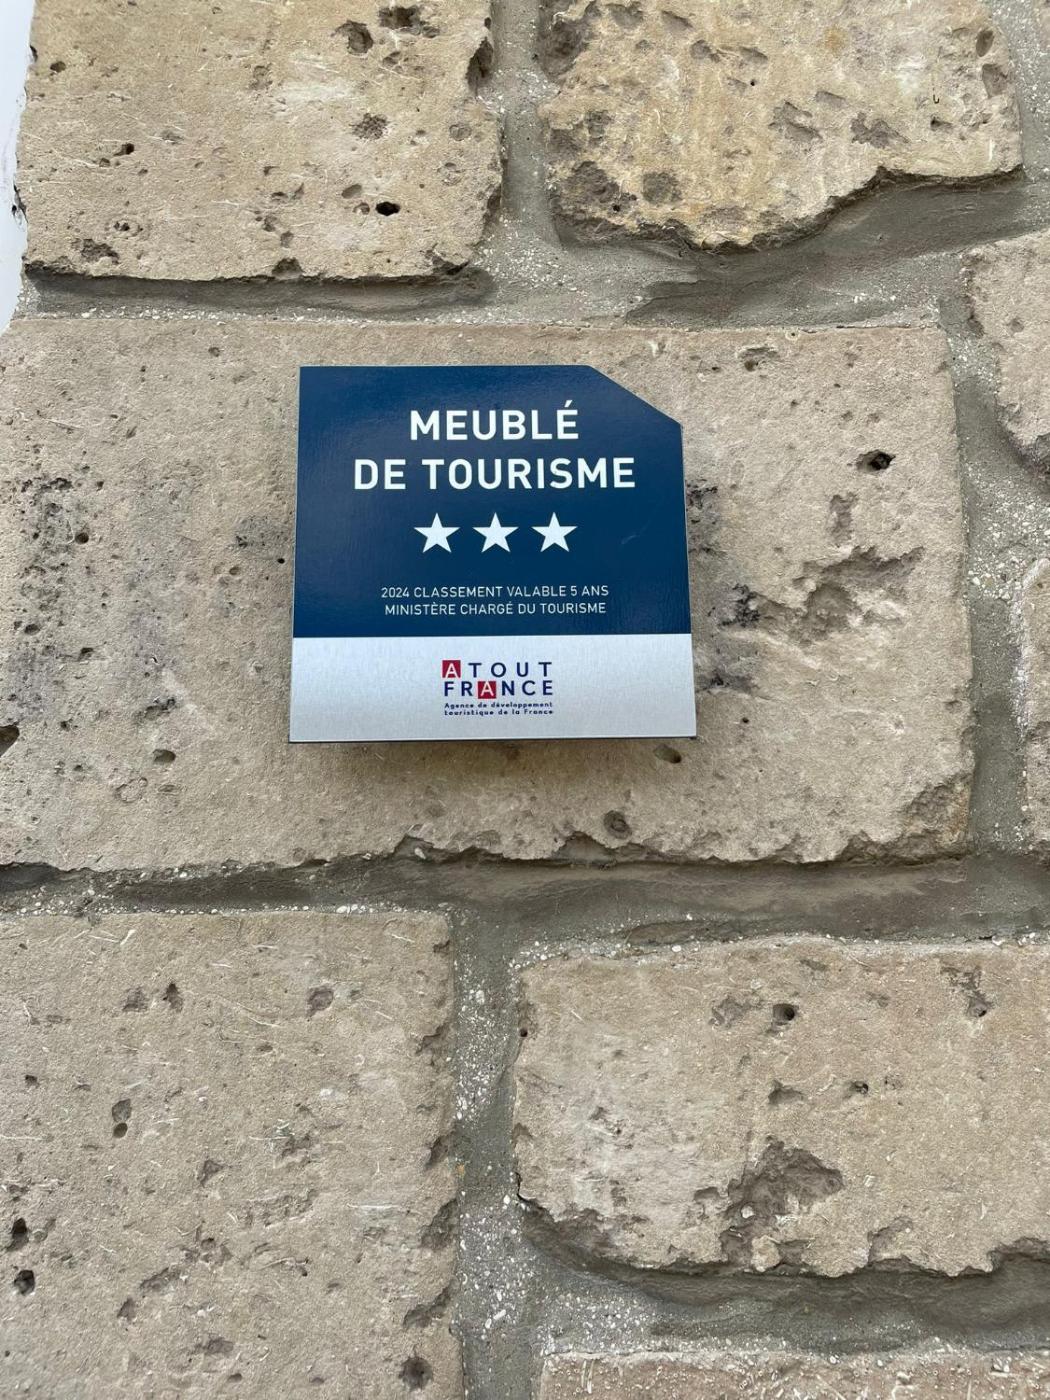 MEUBLÉ
DE TOURISME
★ ★ ★
2024 CLASSEMENT VALABLE 5 ANS
MINISTÈRE CHARGÉ DU TOURISME
ATOUT
FRANCE
Agence de développement
touristique de la France